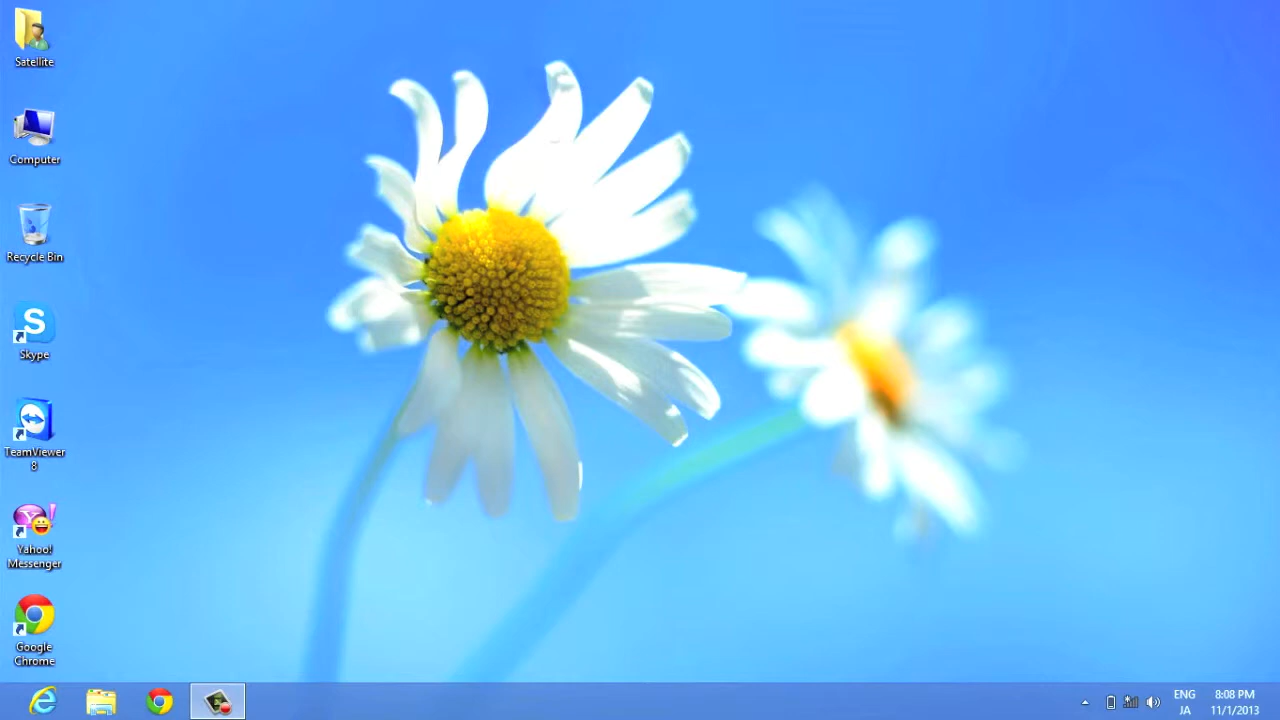 Satellite
Computer
Recycle Bin
S
Skype
TeamViewer
8
Yahoo!
Messenger
Google
Chrome
ENG
JA
8:08 PM
11/1/2013